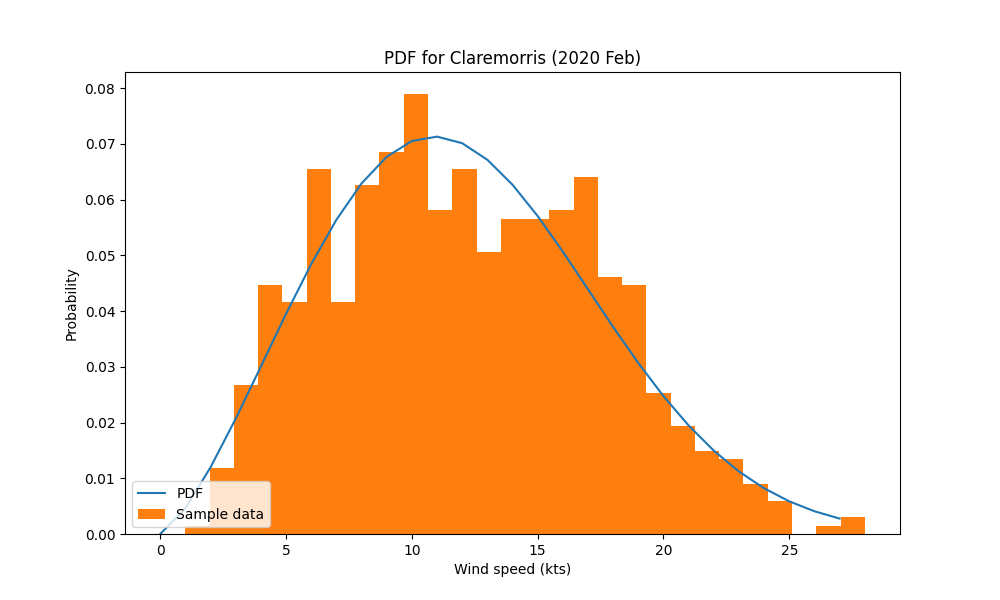 PDF for Claremorris (2020 Feb)
0.08
0.07
0.06
0.05
0.04
0.03
0.02
0.01
0.00
Probability
PDF
Sample data
0 5 10 15 20 25
Wind speed (kts)